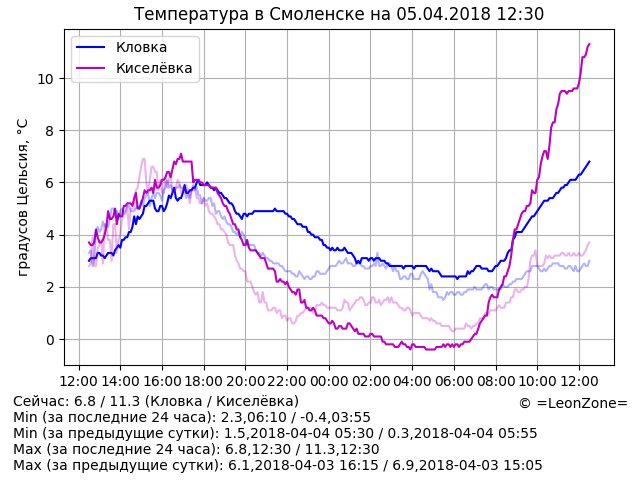 Температура в Смоленске на 05.04.2018 12:30
Кловка
Киселёвка
градусов Цельсия, °C
10
8
6
4
2
0
12:00 14:00 16:00 18:00 20:00 22:00 00:00 02:00 04:00 06:00 08:00 10:00 12:00
Сейчас: 6.8 / 11.3 (Кловка / Киселёвка)
© =LeonZone=
Min (за последние 24 часа): 2.3,06:10 / -0.4,03:55
Min (за предыдущие сутки): 1.5,2018-04-04 05:30 / 0.3,2018-04-04 05:55
Max (за последние 24 часа): 6.8,12:30 / 11.3,12:30
Max (за предыдущие сутки): 6.1,2018-04-03 16:15 / 6.9,2018-04-03 15:05